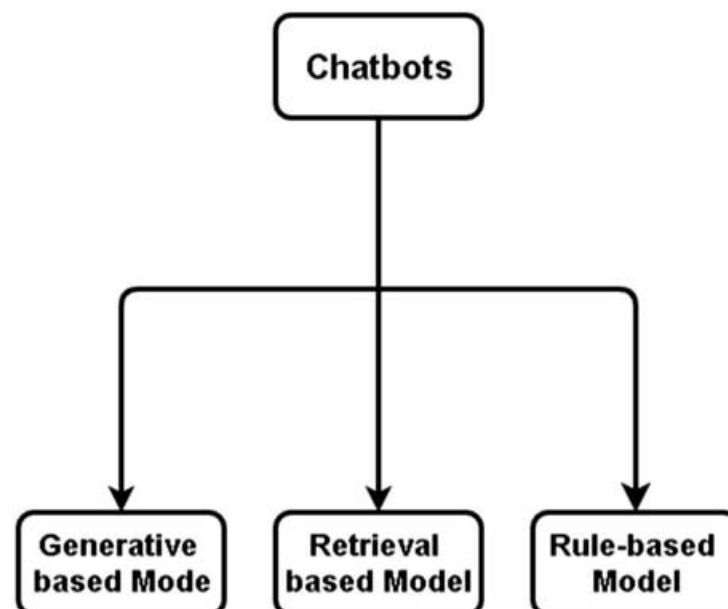 Chatbots
Generative
based Mode
Retrieval
based Model
Rule-based
Model